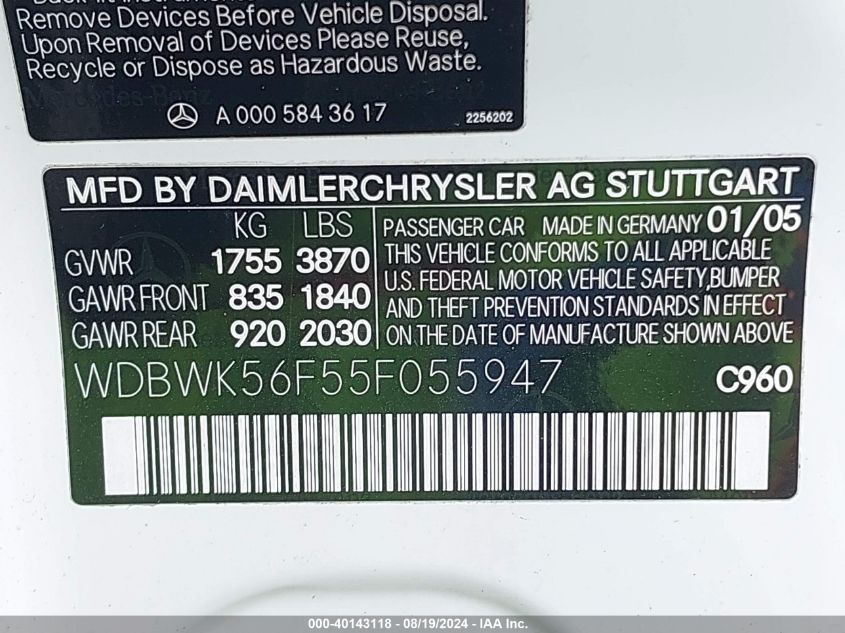 Remove Devices Before Vehicle Disposal.
Upon Removal of Devices Please Reuse,
Recycle or Dispose as Hazardous Waste.
Mercedes-Benz
A 000 584 36 17 2256202
MFD BY DAIMLERCHRYSLER AG STUTTGART
KG LBS
GVWR 1755 3870
GAWR FRONT 835 1840
GAWR REAR 920 2030
PASSENGER CAR MADE IN GERMANY 01/05
THIS VEHICLE CONFORMS TO ALL APPLICABLE
U.S. FEDERAL MOTOR VEHICLE SAFETY,BUMPER
AND THEFT PREVENTION STANDARDS IN EFFECT
ON THE DATE OF MANUFACTURE SHOWN ABOVE
WDBWK56F55F055947 C960
000-40143118 - 08/19/2024 - IAA Inc.